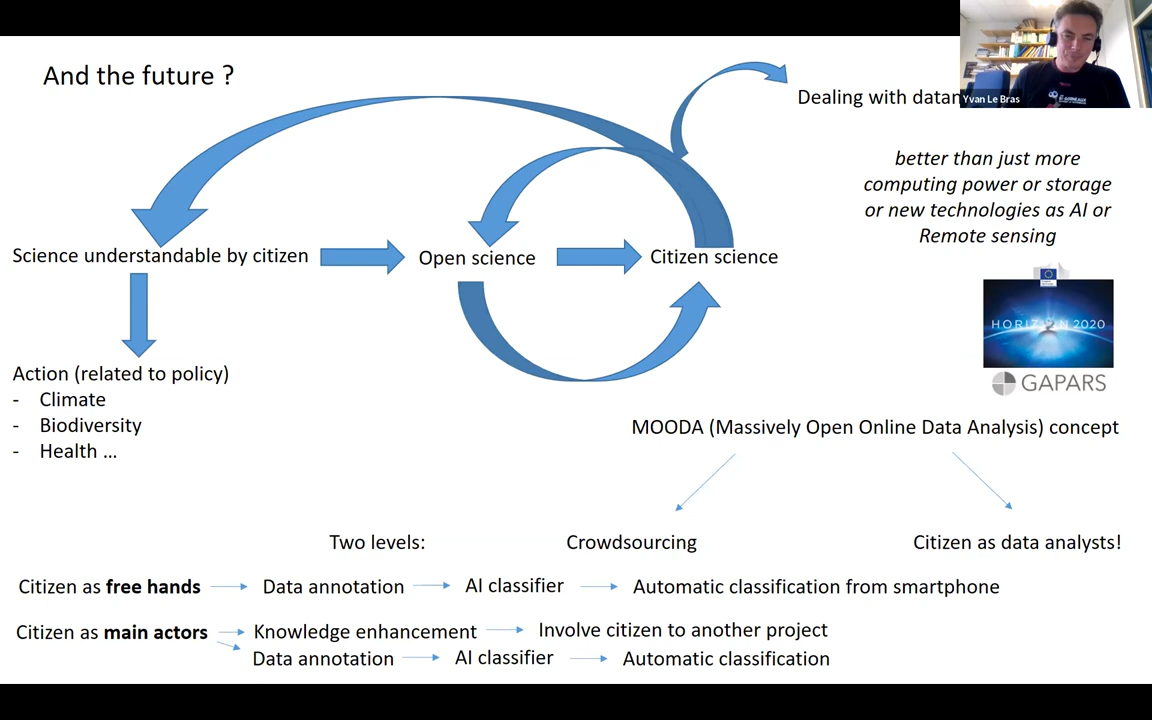 And the future ?
Dealing with
Yvan Le Bras
better than just more
computing power or storage
or new technologies as AI or
Remote sensing
Science understandable by citizen
Open science
Citizen science
HORIZON 2020
GAPARS
Action (related to policy)
- Climate
- Biodiversity
- Health ...
MOODA (Massively Open Online Data Analysis) concept
Two levels:
Crowdsourcing
Citizen as data analysts!
Citizen as free hands
Data annotation
AI classifier
Automatic classification from smartphone
Citizen as main actors
Knowledge enhancement
Involve citizen to another project
Data annotation
AI classifier
Automatic classification